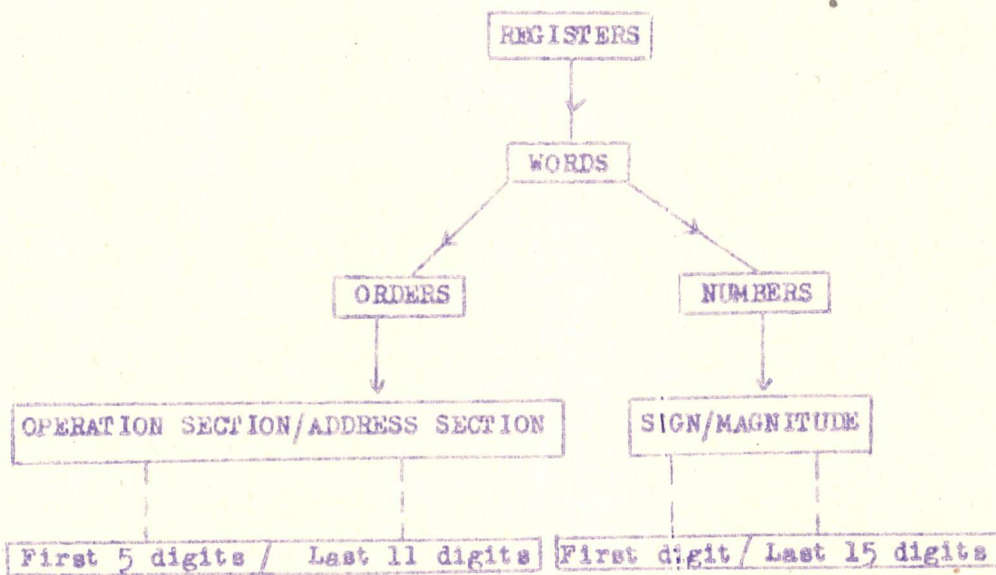 REGISTERS
WORDS
ORDERS
NUMBERS
OPERATION SECTION/ADDRESS SECTION
SIGN/MAGNITUDE
First 5 digits / Last 11 digits
First digit/ Last 15 digits